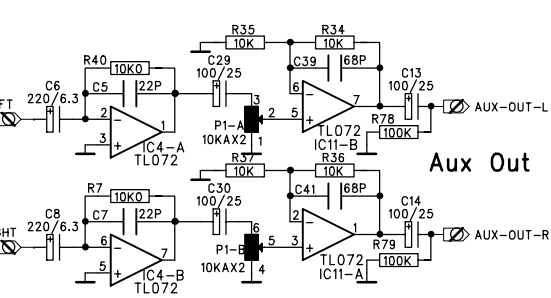 R35
10K
R34
10K
R40
10K0
C29
100/25
C39
68P
C6
220/6.3
C5
22P
C13
100/25
FT
2
3
1
IC4-A
TL072
3
P1-A
2
10KAX2
1
6
5
7
TL072
IC11-B
R78
100K
AUX-OUT-L
Aux Out
R37
10K
R36
10K
R7
10K0
C30
100/25
C41
68P
C8
220/6.3
C7
22P
C14
100/25
HT
6
5
7
IC4-B
TL072
6
P1-B
5
10KAX2
4
2
3
1
TL072
IC11-A
R79
100K
AUX-OUT-R